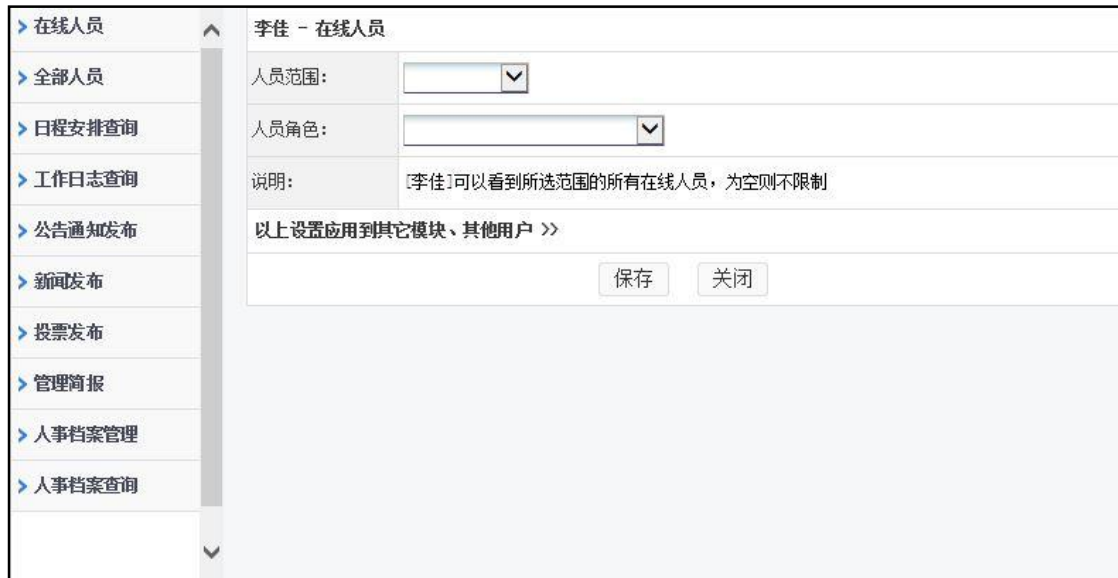 在线人员
全部人员
日程安排查询
工作日志查询
公告通知发布
新闻发布
投票发布
管理简报
人事档案管理
人事档案查询
李佳 - 在线人员
人员范围：
人员角色：
说明： [李佳]可以看到所选范围的所有在线人员，为空则不限制
以上设置应用到其它模块、其他用户 >>
保存 关闭